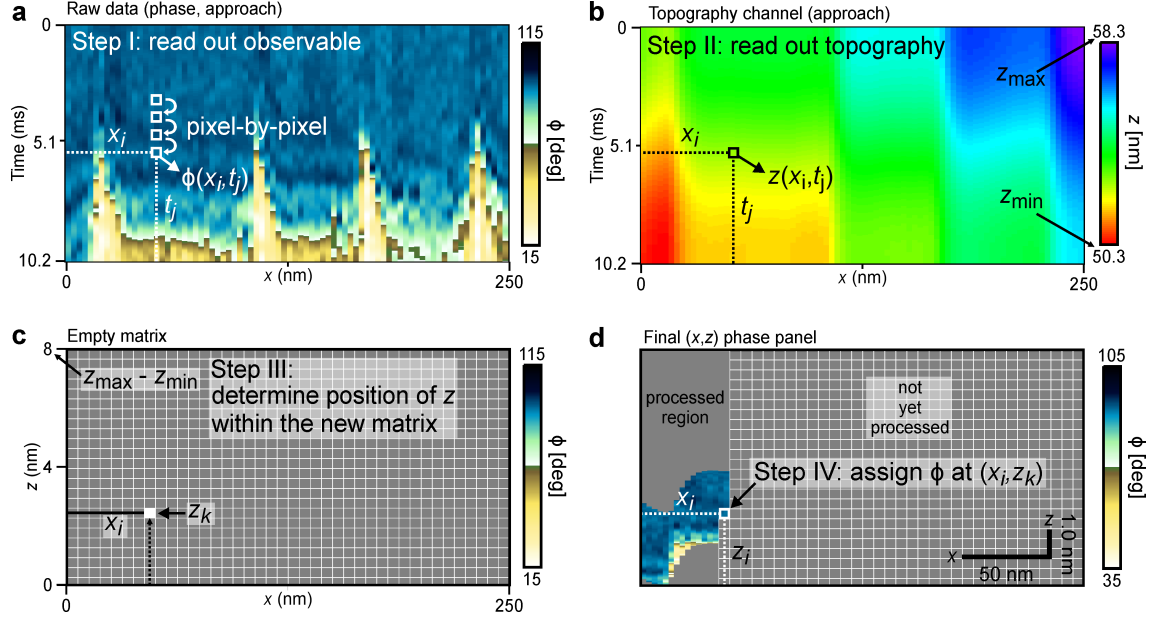 a
Raw data (phase, approach)
Step I: read out observable
pixel-by-pixel
xᵢ
ϕ(xᵢ,tⱼ)
tⱼ
0
5.1
10.2
Time (ms)
0
x (nm)
250
115
ϕ [deg]
15
b
Topography channel (approach)
Step II: read out topography
zmax
xᵢ
z(xᵢ,tⱼ)
tⱼ
zmin
0
5.1
10.2
Time (ms)
0
x (nm)
250
58.3
z [nm]
50.3
c
Empty matrix
8
zmax - zmin
Step III:
determine position of z
within the new matrix
4
z (nm)
xᵢ
zₖ
0
0
x (nm)
250
115
ϕ [deg]
15
d
Final (x,z) phase panel
processed
region
not
yet
processed
Step IV: assign ϕ at (xᵢ,zₖ)
xᵢ
zᵢ
z
10 nm
x
50 nm
105
ϕ [deg]
35